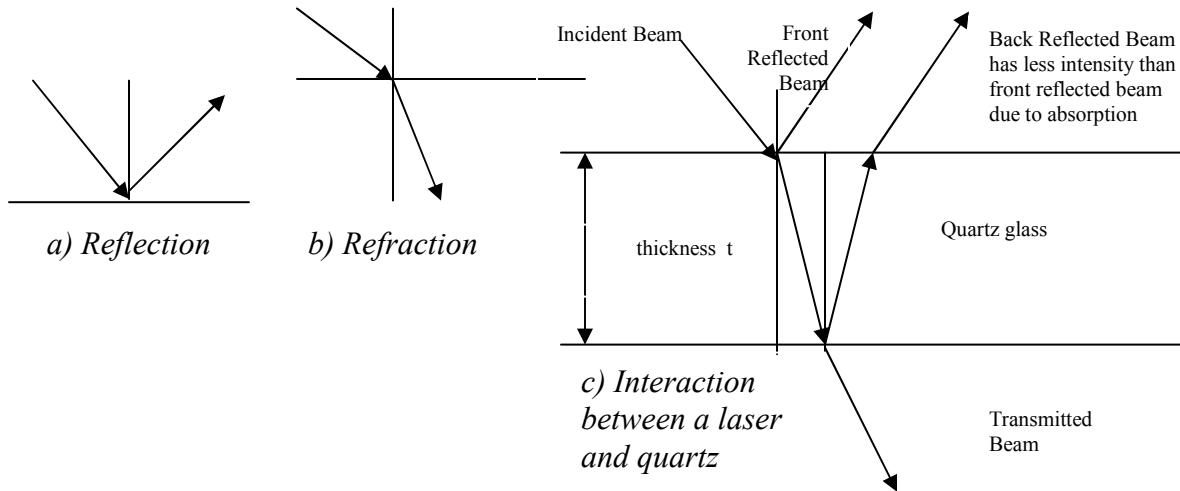 a) Reflection
b) Refraction
Incident Beam
Front
Reflected
Beam
Back Reflected Beam
has less intensity than
front reflected beam
due to absorption
thickness t
Quartz glass
c) Interaction
between a laser
and quartz
Transmitted
Beam